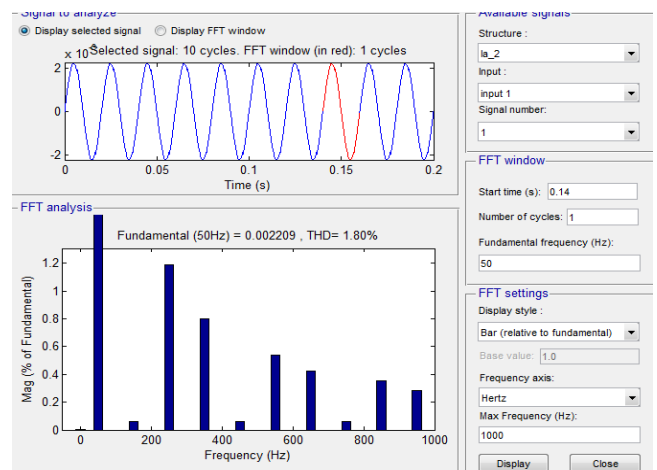 Signal to analyze
Display selected signal Display FFT window
x 10
Selected signal: 10 cycles. FFT window (in red): 1 cycles
2
0
-2
0 0.05 0.1 0.15 0.2
Time (s)
FFT analysis
Fundamental (50Hz) = 0.002209 , THD= 1.80%
Mag (% of Fundamental)
1.2
1
0.8
0.6
0.4
0.2
0
0 200 400 600 800 1000
Frequency (Hz)
Available signals
Structure :
Ia_2
Input :
input 1
Signal number:
1
FFT window
Start time (s): 0.14
Number of cycles: 1
Fundamental frequency (Hz):
50
FFT settings
Display style :
Bar (relative to fundamental)
Base value: 1.0
Frequency axis:
Hertz
Max Frequency (Hz):
1000
Display Close